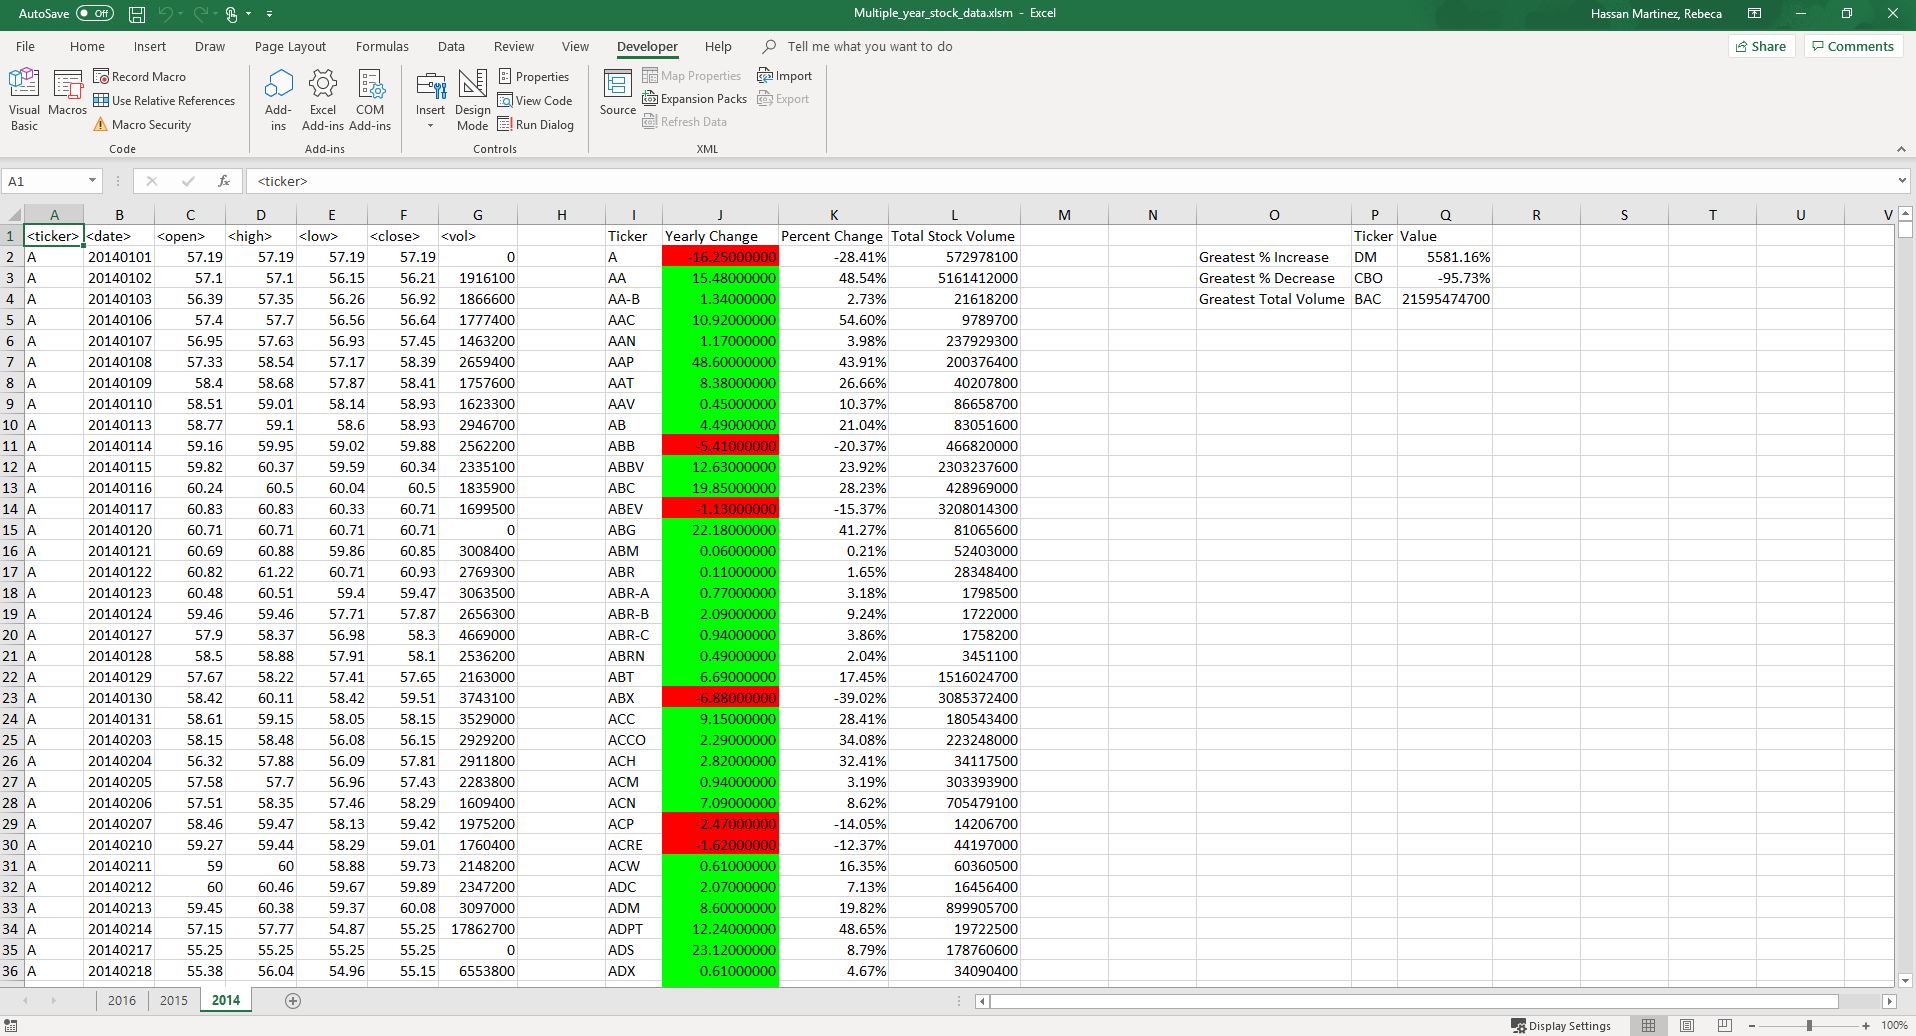 AutoSave Off Multiple_year_stock_data.xlsm - Excel Hassan Martinez, Rebeca
File Home Insert Draw Page Layout Formulas Data Review View Developer Help Tell me what you want to do Share Comments
Visual Basic Macros Record Macro Use Relative References Macro Security Code
Add-ins Excel Add-ins COM Add-ins Add-ins
Insert Design Mode Properties View Code Run Dialog Controls
Source Map Properties Expansion Packs Refresh Data Import Export XML
A1 fx <ticker>
A B C D E F G H I J K L M N O P Q R S T U V
1 <ticker> <date> <open> <high> <low> <close> <vol> Ticker Yearly Change Percent Change Total Stock Volume Ticker Value
2 A 20140101 57.19 57.19 57.19 57.19 0 A -16.25000000 -28.41% 572978100 Greatest % Increase DM 5581.16%
3 A 20140102 57.1 57.1 56.15 56.21 1916100 AA 15.48000000 48.54% 5161412000 Greatest % Decrease CBO -95.73%
4 A 20140103 56.39 57.35 56.26 56.92 1866600 AA-B 1.34000000 2.73% 21618200 Greatest Total Volume BAC 21595474700
5 A 20140106 57.4 57.7 56.56 56.64 1777400 AAC 10.92000000 54.60% 9789700
6 A 20140107 56.95 57.63 56.93 57.45 1463200 AAN 1.17000000 3.98% 237929300
7 A 20140108 57.33 58.54 57.17 58.39 2659400 AAP 48.60000000 43.91% 200376400
8 A 20140109 58.4 58.68 57.87 58.41 1757600 AAT 8.38000000 26.66% 40207800
9 A 20140110 58.51 59.01 58.14 58.93 1623300 AAV 0.45000000 10.37% 86658700
10 A 20140113 58.77 59.1 58.6 58.93 2946700 AB 4.49000000 21.04% 83051600
11 A 20140114 59.16 59.95 59.02 59.88 2562200 ABB -5.41000000 -20.37% 466820000
12 A 20140115 59.82 60.37 59.59 60.34 2335100 ABBV 12.63000000 23.92% 2303237600
13 A 20140116 60.24 60.5 60.04 60.5 1835900 ABC 19.85000000 28.23% 428969000
14 A 20140117 60.83 60.83 60.33 60.71 1699500 ABEV -1.13000000 -15.37% 3208014300
15 A 20140120 60.71 60.71 60.71 60.71 0 ABG 22.18000000 41.27% 81065600
16 A 20140121 60.69 60.88 59.86 60.85 3008400 ABM 0.06000000 0.21% 52403000
17 A 20140122 60.82 61.22 60.71 60.93 2769300 ABR 0.11000000 1.65% 28348400
18 A 20140123 60.48 60.51 59.4 59.47 3063500 ABR-A 0.77000000 3.18% 1798500
19 A 20140124 59.46 59.46 57.71 57.87 2656300 ABR-B 2.09000000 9.24% 1722000
20 A 20140127 57.9 58.37 56.98 58.3 4669000 ABR-C 0.94000000 3.86% 1758200
21 A 20140128 58.5 58.88 57.91 58.1 2536200 ABRN 0.49000000 2.04% 3451100
22 A 20140129 57.67 58.22 57.41 57.65 2163000 ABT 6.69000000 17.45% 1516024700
23 A 20140130 58.42 60.11 58.42 59.51 3743100 ABX -6.88000000 -39.02% 3085372400
24 A 20140131 58.61 59.15 58.05 58.15 3529000 ACC 9.15000000 28.41% 180543400
25 A 20140203 58.15 58.48 56.08 56.15 2929200 ACCO 2.29000000 34.08% 223248000
26 A 20140204 56.32 57.88 56.09 57.81 2911800 ACH 2.82000000 32.41% 34117500
27 A 20140205 57.58 57.7 56.96 57.43 2283800 ACM 0.94000000 3.19% 303393900
28 A 20140206 57.51 58.35 57.46 58.29 1609400 ACN 7.09000000 8.62% 705479100
29 A 20140207 58.46 59.47 58.13 59.42 1975200 ACP -2.47000000 -14.05% 14206700
30 A 20140210 59.27 59.44 58.29 59.01 1760400 ACRE -1.62000000 -12.37% 44197000
31 A 20140211 59 60 58.88 59.73 2148200 ACW 0.61000000 16.35% 60360500
32 A 20140212 60 60.46 59.67 59.89 2347200 ADC 2.07000000 7.13% 16456400
33 A 20140213 59.45 60.38 59.37 60.08 3097000 ADM 8.60000000 19.82% 899905700
34 A 20140214 57.15 57.77 54.87 55.25 17862700 ADPT 12.24000000 48.65% 19722500
35 A 20140217 55.25 55.25 55.25 55.25 0 ADS 23.12000000 8.79% 178760600
36 A 20140218 55.38 56.04 54.96 55.15 6553800 ADX 0.61000000 4.67% 34090400
2016 2015 2014
Display Settings 100%